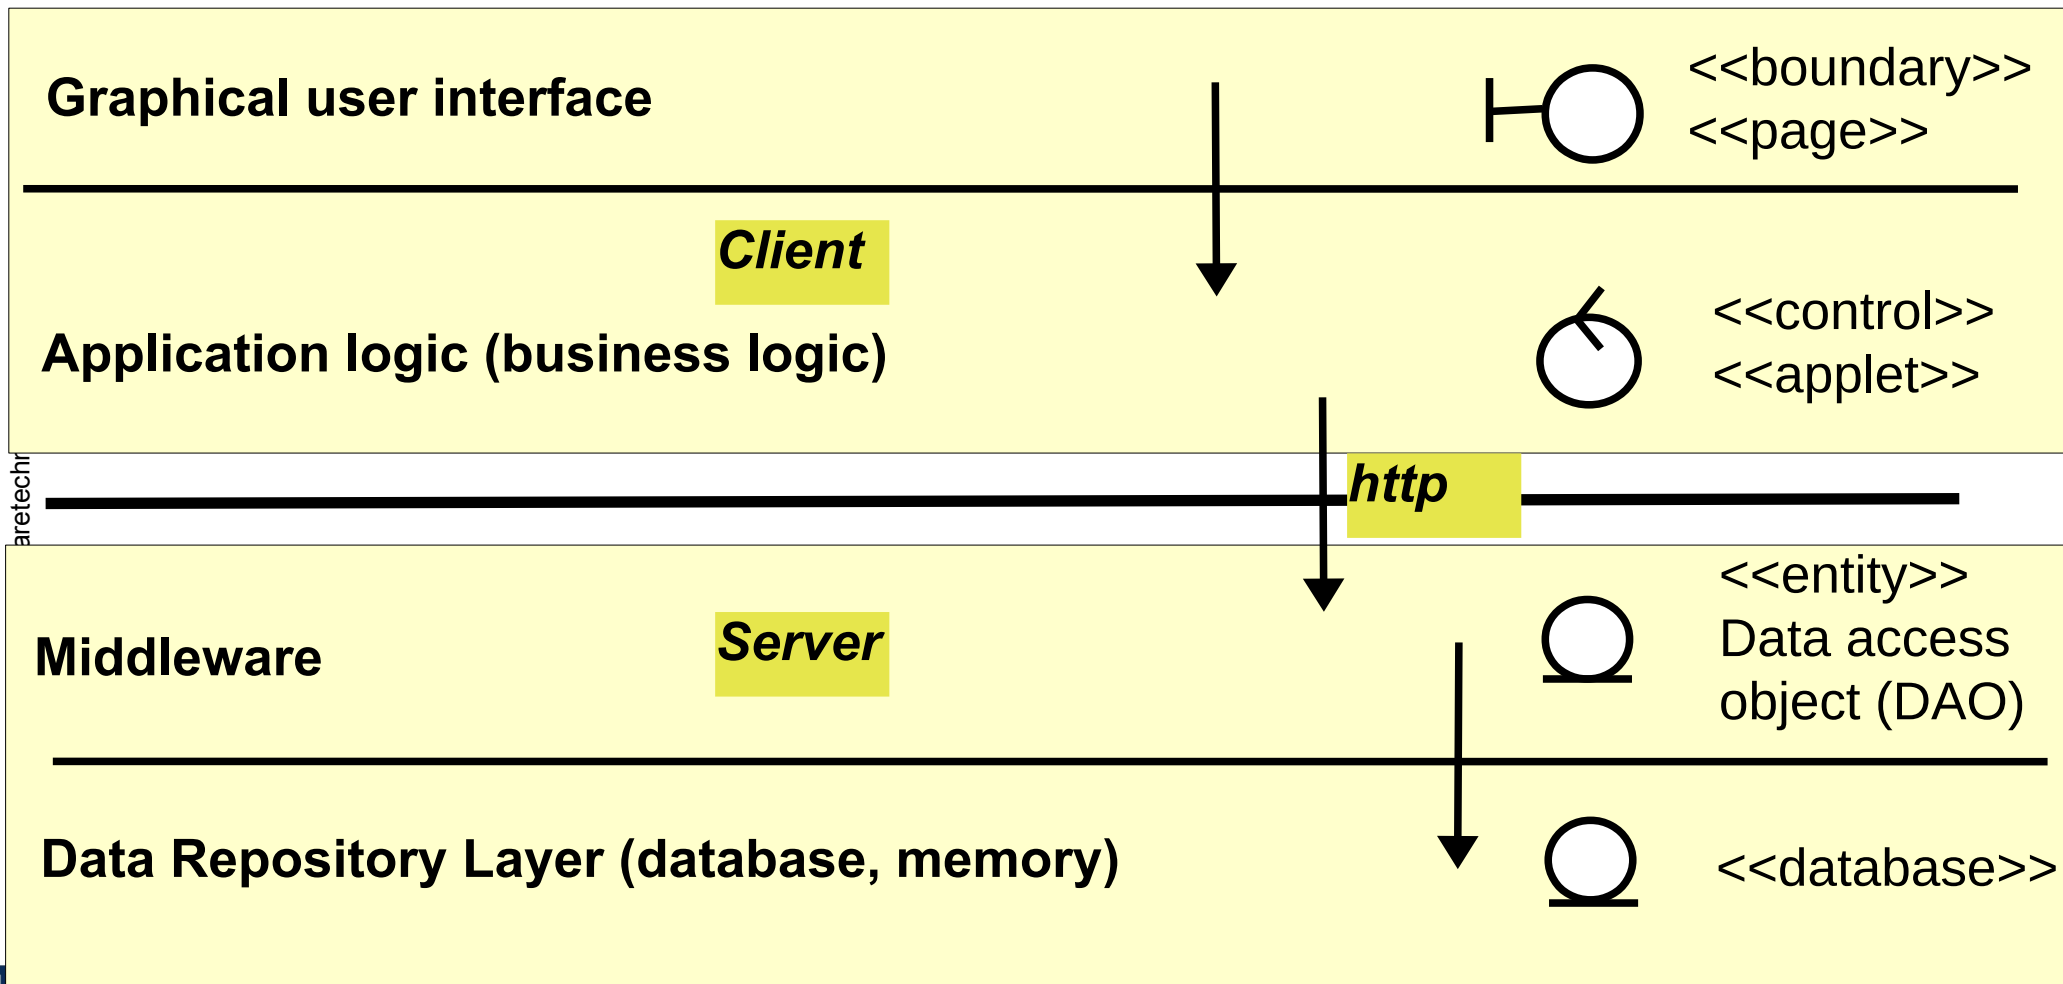 Graphical user interface
<<boundary>>
<<page>>
Client
Application logic (business logic)
<<control>>
<<applet>>
http
Middleware
Server
<<entity>>
Data access
object (DAO)
Data Repository Layer (database, memory)
<<database>>